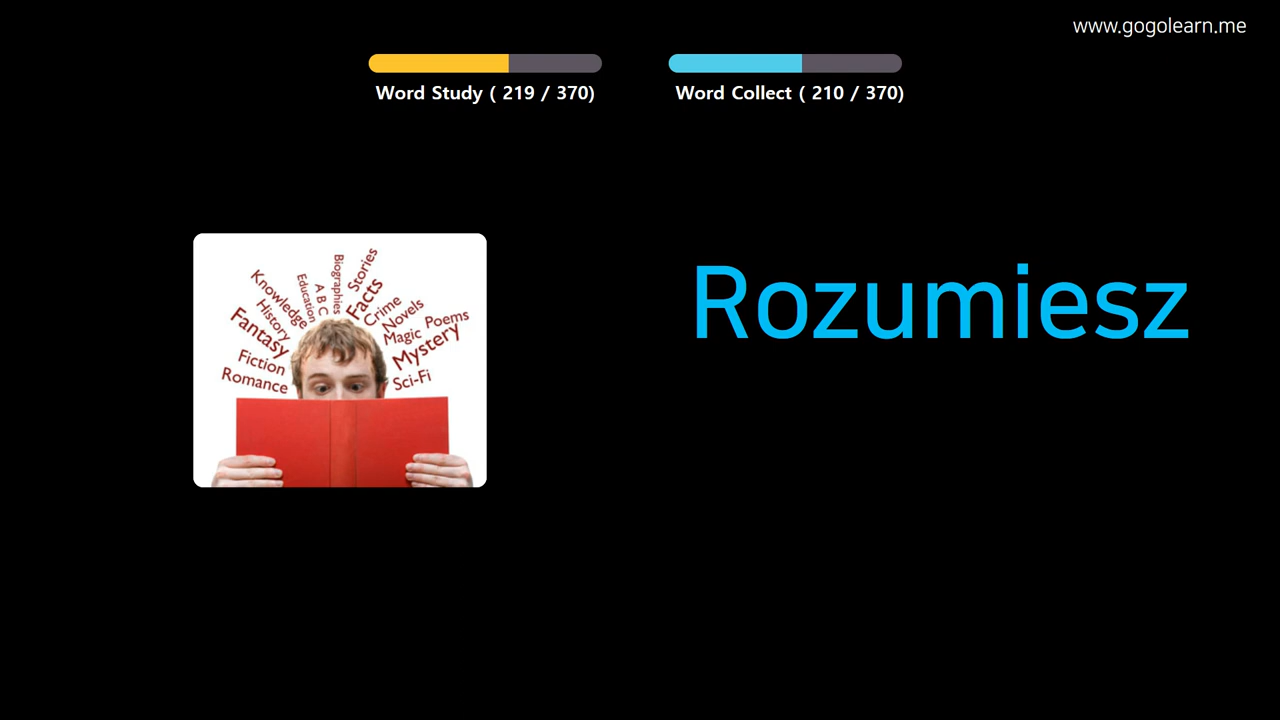 www.gogolearn.me
Word Study ( 219 / 370)
Word Collect ( 210 / 370)
Rozumiesz
Knowledge
History
Fantasy
Fiction
Romance
Education
A B C
Biographies
Stories
Facts
Crime
Novels
Magic
Poems
Mystery
Sci-Fi